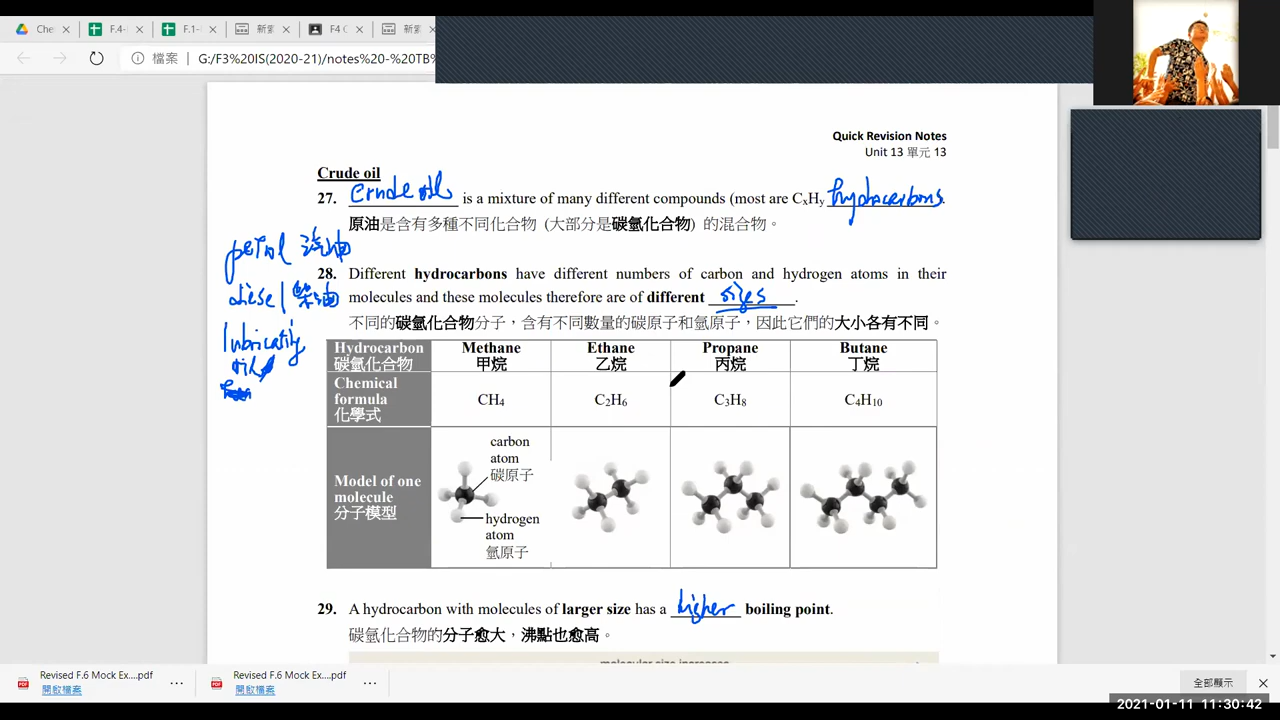 Che
F.4-
F.1-
新紫
F4 C
新紫
檔案
G:/F3%20IS(2020-21)/notes%20-%20TB%
Quick Revision Notes
Unit 13 單元 13
Crude oil
27. Crude oil is a mixture of many different compounds (most are CxHy hydrocarbons.
原油是含有多種不同化合物 (大部分是碳氫化合物) 的混合物。
petrol 汽油
diesel 柴油
lubricating
oil
28. Different hydrocarbons have different numbers of carbon and hydrogen atoms in their
molecules and these molecules therefore are of different sizes.
不同的碳氫化合物分子，含有不同數量的碳原子和氫原子，因此它們的大小各有不同。
Hydrocarbon Methane Ethane Propane Butane
碳氫化合物 甲烷 乙烷 丙烷 丁烷
Chemical
formula CH4 C2H6 C3H8 C4H10
化學式
carbon
atom
碳原子
Model of one
molecule
分子模型
hydrogen
atom
氫原子
29. A hydrocarbon with molecules of larger size has a higher boiling point.
碳氫化合物的分子愈大，沸點也愈高。
molecular size increases
Revised F.6 Mock Ex....pdf
開啟檔案
Revised F.6 Mock Ex....pdf
開啟檔案
全部顯示
2021-01-11 11:30:42